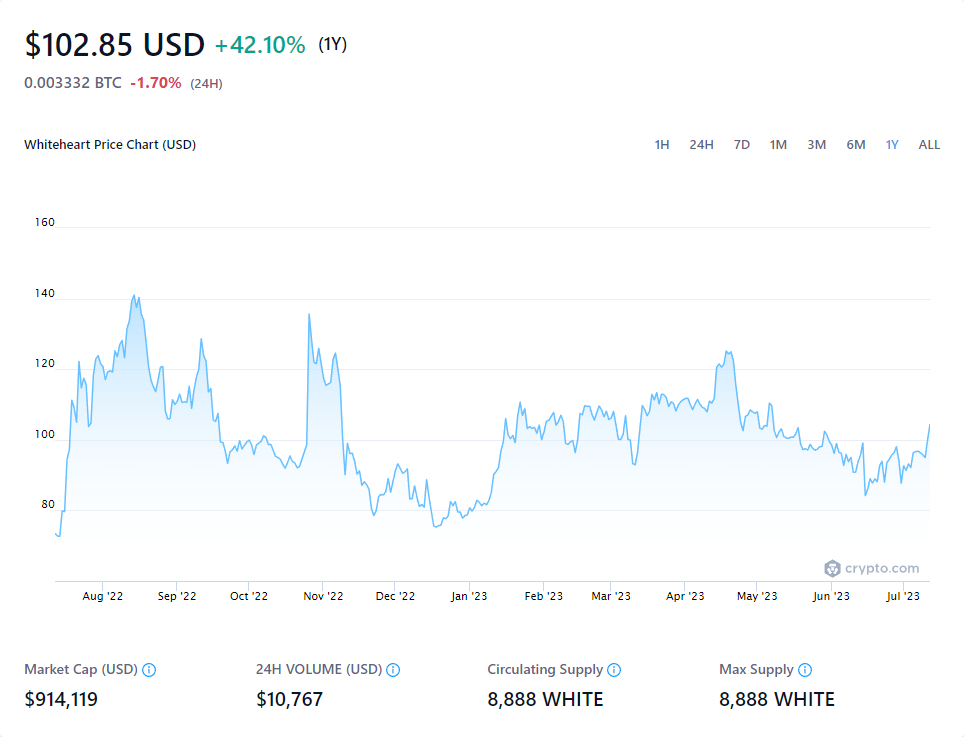 $102.85 USD +42.10% (1Y)
0.003332 BTC -1.70% (24H)
Whiteheart Price Chart (USD) 1H 24H 7D 1M 3M 6M 1Y ALL
160
140
120
100
80
crypto.com
Aug '22 Sep '22 Oct '22 Nov '22 Dec '22 Jan '23 Feb '23 Mar '23 Apr '23 May '23 Jun '23 Jul '23
Market Cap (USD) 24H VOLUME (USD) Circulating Supply Max Supply
$914,119 $10,767 8,888 WHITE 8,888 WHITE